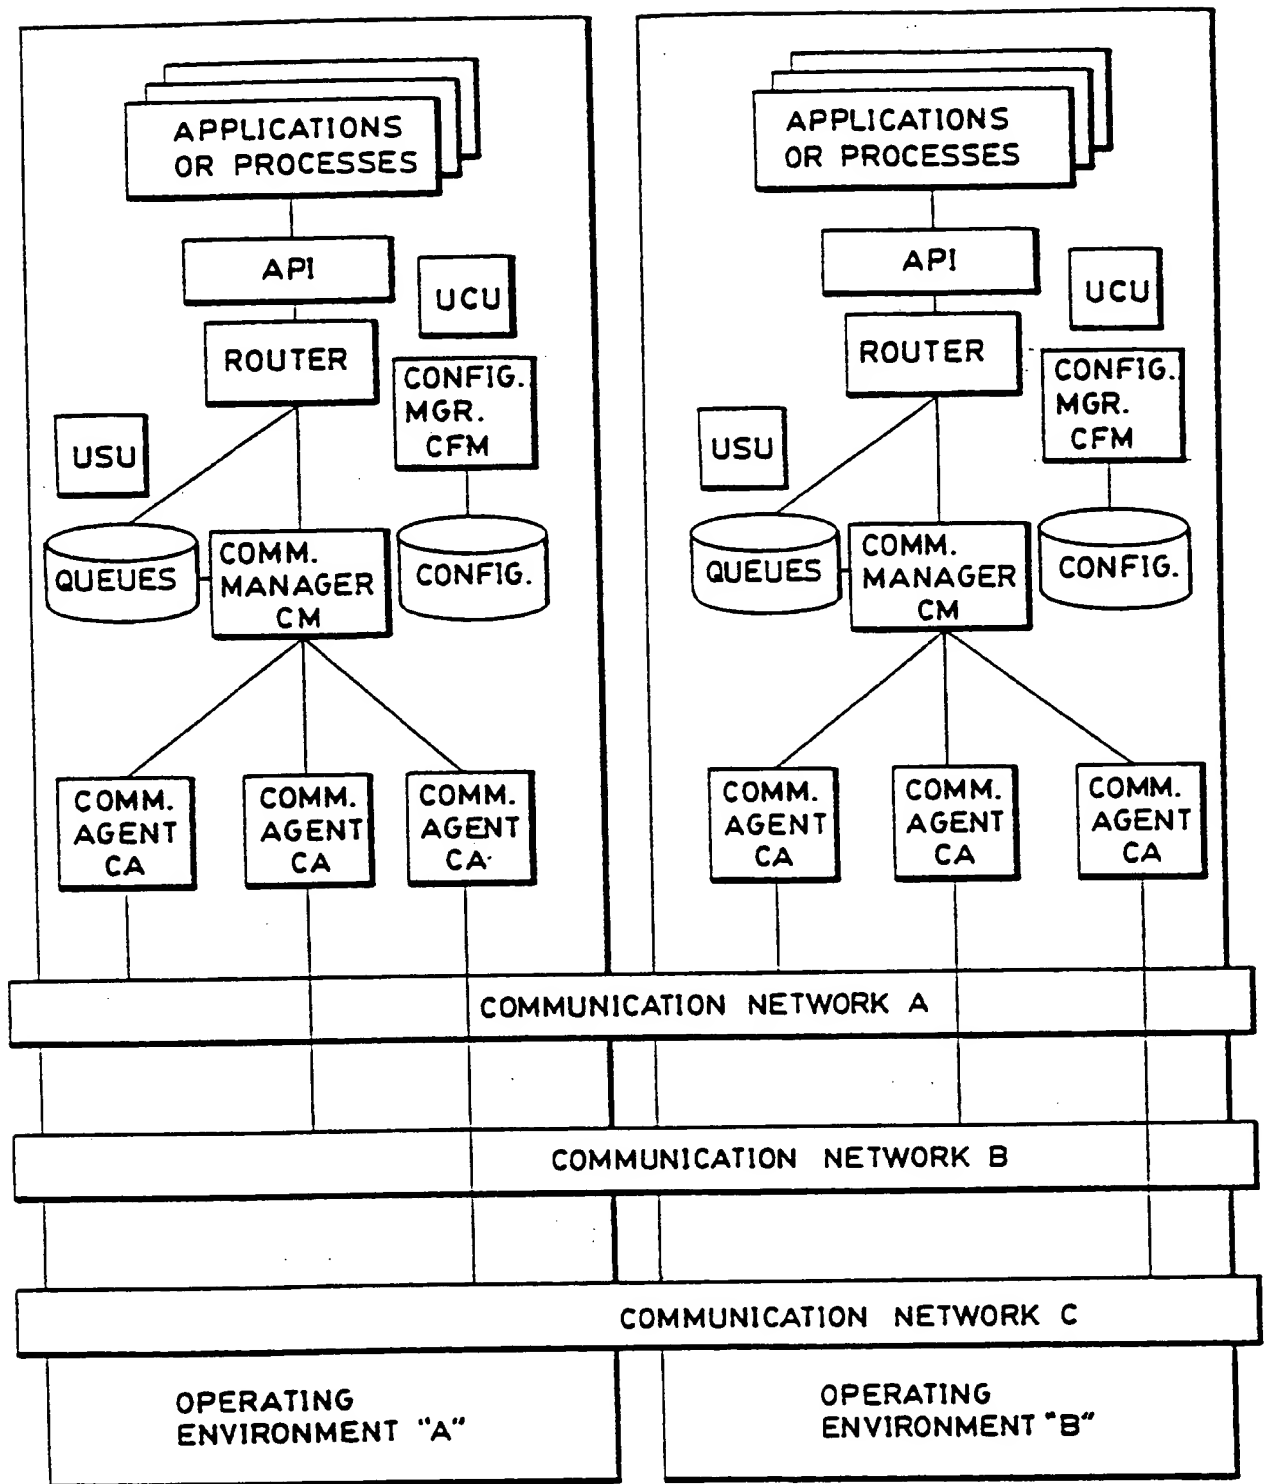 APPLICATIONS
OR PROCESSES
API
UCU
ROUTER
CONFIG.
MGR.
CFM
USU
QUEUES
COMM.
MANAGER
CM
CONFIG.
COMM.
AGENT
CA
COMM.
AGENT
CA
COMM.
AGENT
CA
APPLICATIONS
OR PROCESSES
API
UCU
ROUTER
CONFIG.
MGR.
CFM
USU
QUEUES
COMM.
MANAGER
CM
CONFIG.
COMM.
AGENT
CA
COMM.
AGENT
CA
COMM.
AGENT
CA
COMMUNICATION NETWORK A
COMMUNICATION NETWORK B
COMMUNICATION NETWORK C
OPERATING
ENVIRONMENT "A"
OPERATING
ENVIRONMENT "B"